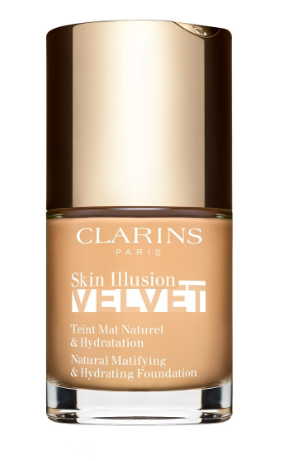 CLARINS
PARIS
Skin Illusion
VELVET
Teint Mat Naturel
& Hydratation
Natural Matifying
& Hydrating Foundation